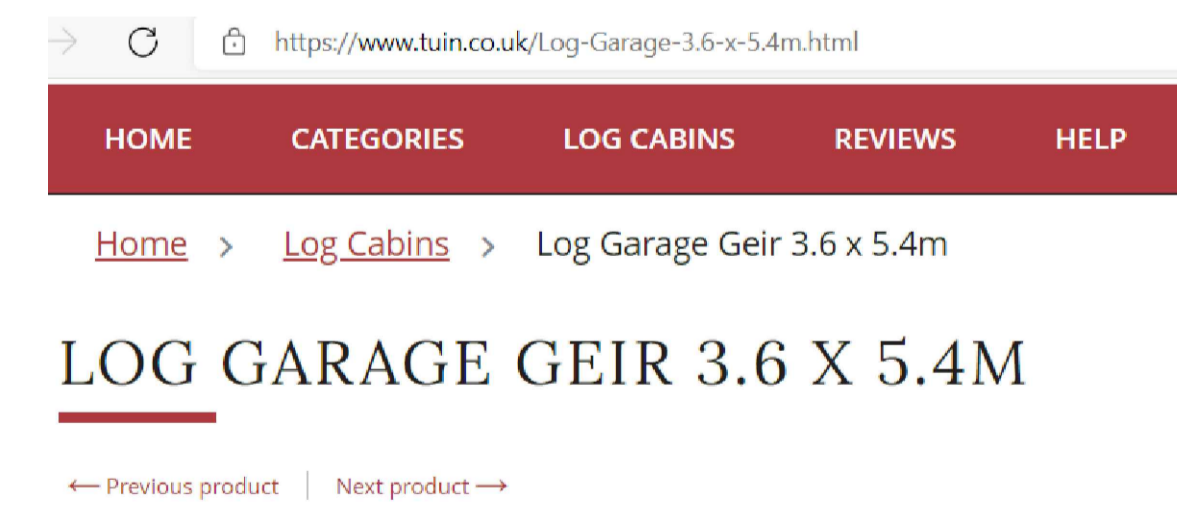 https://www.tuin.co.uk/Log-Garage-3.6-x-5.4m.html
HOME CATEGORIES LOG CABINS REVIEWS HELP
Home > Log Cabins > Log Garage Geir 3.6 x 5.4m
LOG GARAGE GEIR 3.6 X 5.4M
← Previous product | Next product →